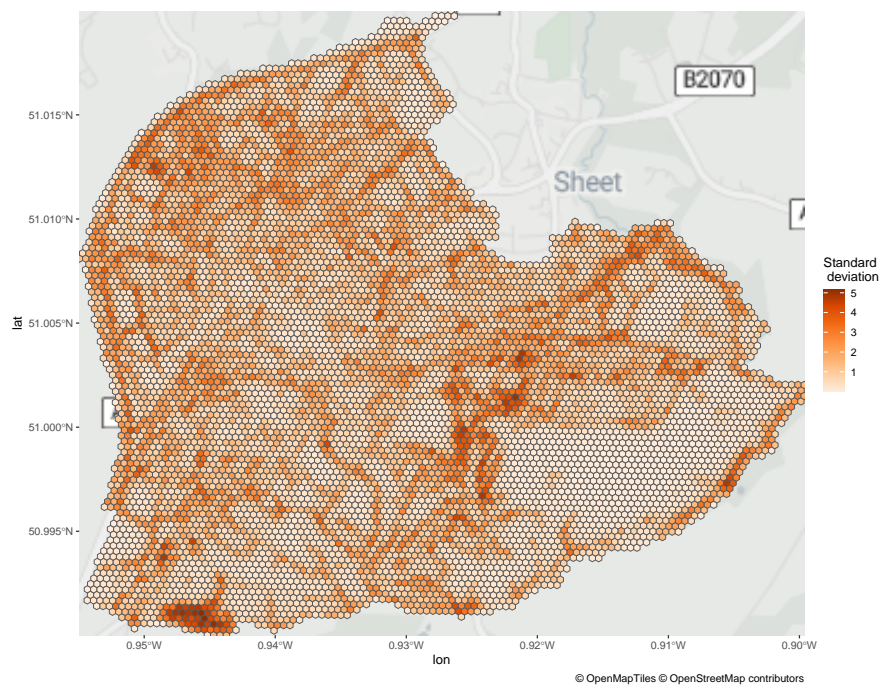 B2070
51.015°N
Sheet
51.010°N
A
Standard
deviation
5
4
3
2
1
51.005°N
lat
A
51.000°N
50.995°N
0.95°W 0.94°W 0.93°W 0.92°W 0.91°W 0.90°W
lon
© OpenMapTiles © OpenStreetMap contributors